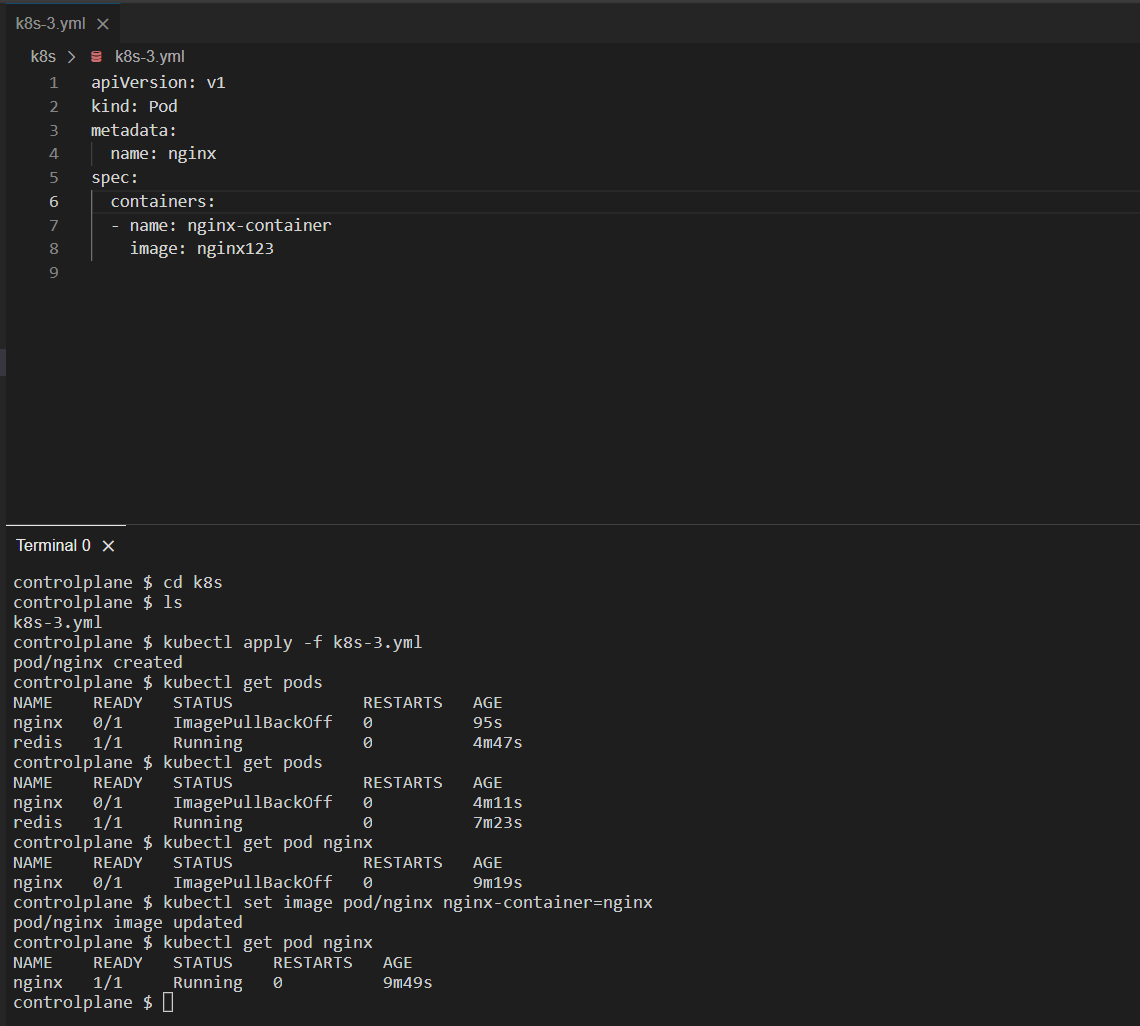 k8s-3.yml
k8s > k8s-3.yml
1 apiVersion: v1
2 kind: Pod
3 metadata:
4   name: nginx
5 spec:
6   containers:
7   - name: nginx-container
8     image: nginx123
9
Terminal 0
controlplane $ cd k8s
controlplane $ ls
k8s-3.yml
controlplane $ kubectl apply -f k8s-3.yml
pod/nginx created
controlplane $ kubectl get pods
NAME    READY   STATUS             RESTARTS   AGE
nginx   0/1     ImagePullBackOff   0          95s
redis   1/1     Running            0          4m47s
controlplane $ kubectl get pods
NAME    READY   STATUS             RESTARTS   AGE
nginx   0/1     ImagePullBackOff   0          4m11s
redis   1/1     Running            0          7m23s
controlplane $ kubectl get pod nginx
NAME    READY   STATUS             RESTARTS   AGE
nginx   0/1     ImagePullBackOff   0          9m19s
controlplane $ kubectl set image pod/nginx nginx-container=nginx
pod/nginx image updated
controlplane $ kubectl get pod nginx
NAME    READY   STATUS    RESTARTS   AGE
nginx   1/1     Running   0          9m49s
controlplane $